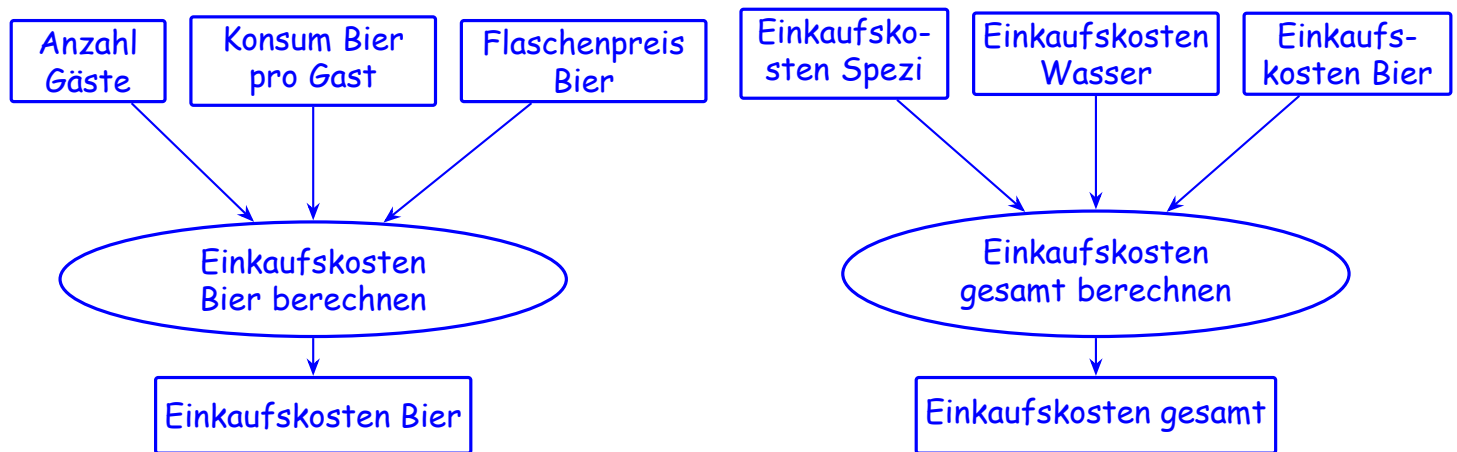 Anzahl
Gäste
Konsum Bier
pro Gast
Flaschenpreis
Bier
Einkaufskosten
Bier berechnen
Einkaufskosten Bier
Einkaufsko-
sten Spezi
Einkaufskosten
Wasser
Einkaufs-
kosten Bier
Einkaufskosten
gesamt berechnen
Einkaufskosten gesamt